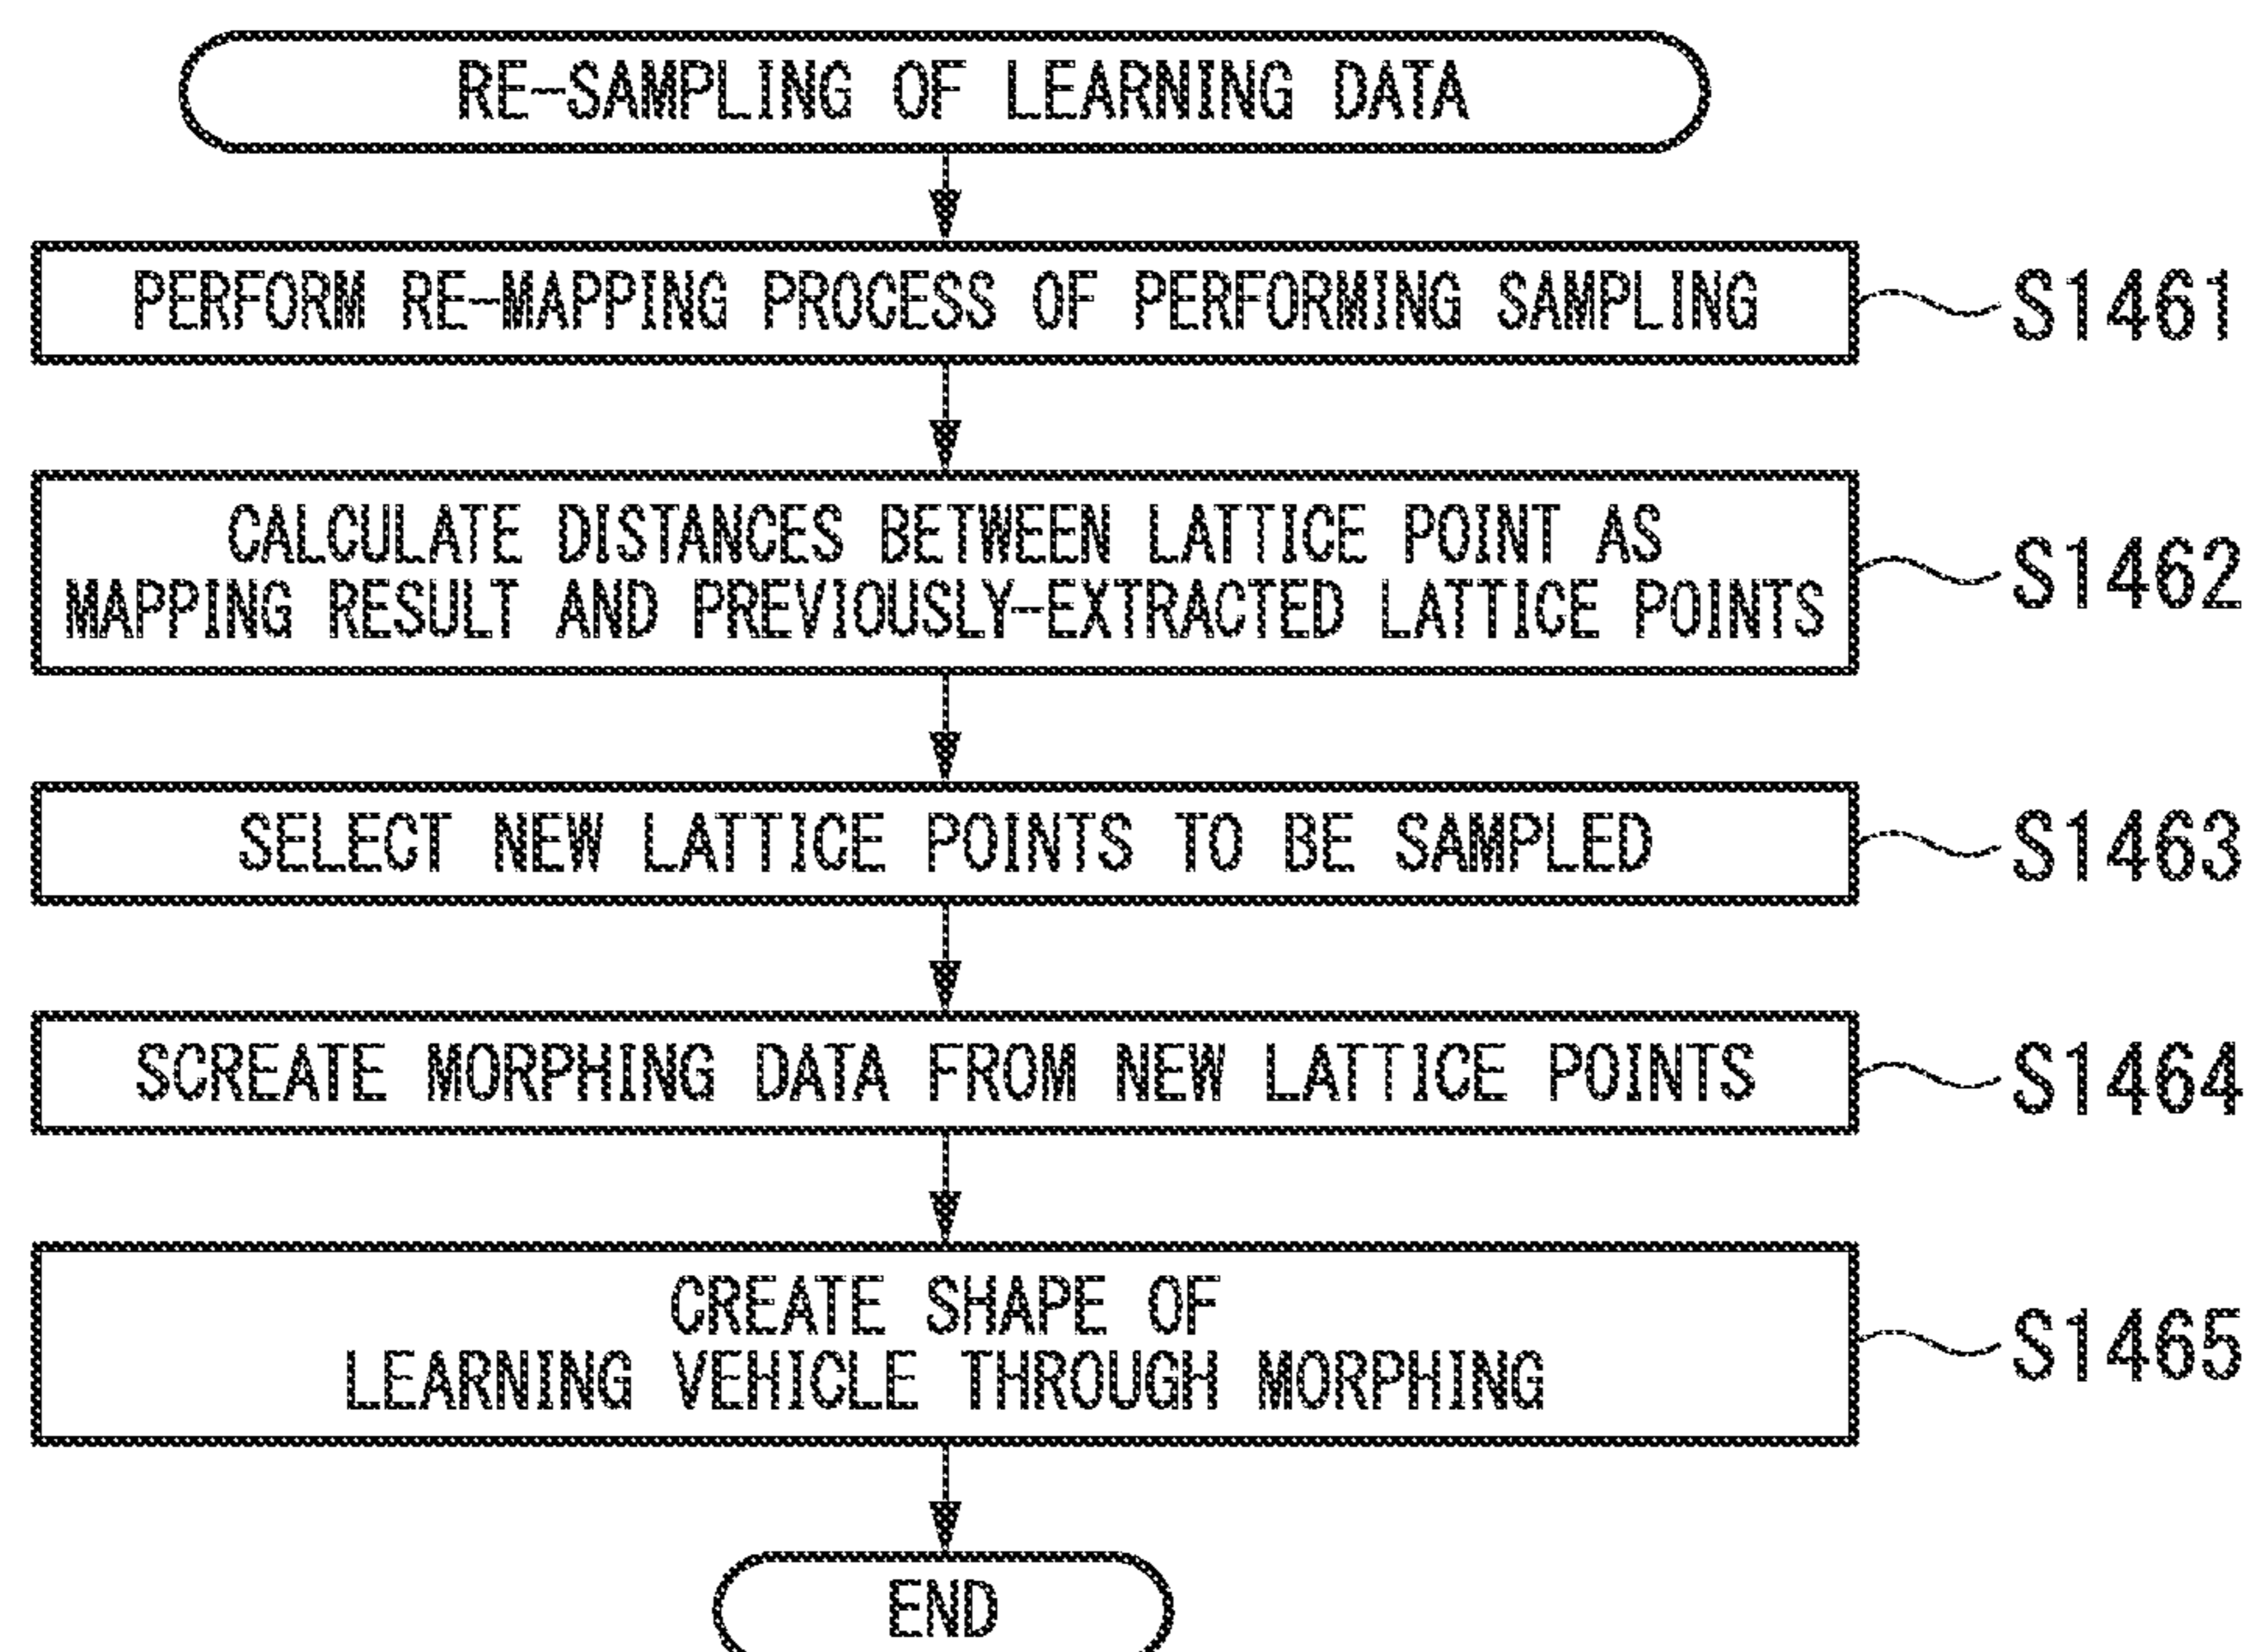 RE-SAMPLING OF LEARNING DATA
PERFORM RE-MAPPING PROCESS OF PERFORMING SAMPLING
S1461
CALCULATE DISTANCES BETWEEN LATTICE POINT AS
MAPPING RESULT AND PREVIOUSLY-EXTRACTED LATTICE POINTS
S1462
SELECT NEW LATTICE POINTS TO BE SAMPLED
S1463
SCREATE MORPHING DATA FROM NEW LATTICE POINTS
S1464
CREATE SHAPE OF
LEARNING VEHICLE THROUGH MORPHING
S1465
END